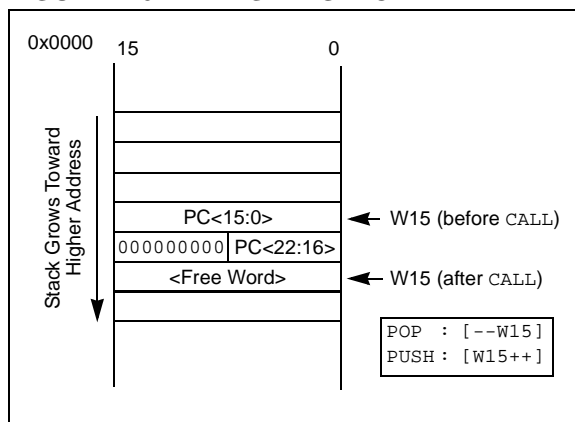 0x0000
15 0
Stack Grows Toward
Higher Address
PC<15:0>
W15 (before CALL)
000000000 PC<22:16>
<Free Word>
W15 (after CALL)
POP : [--W15]
PUSH : [W15++]